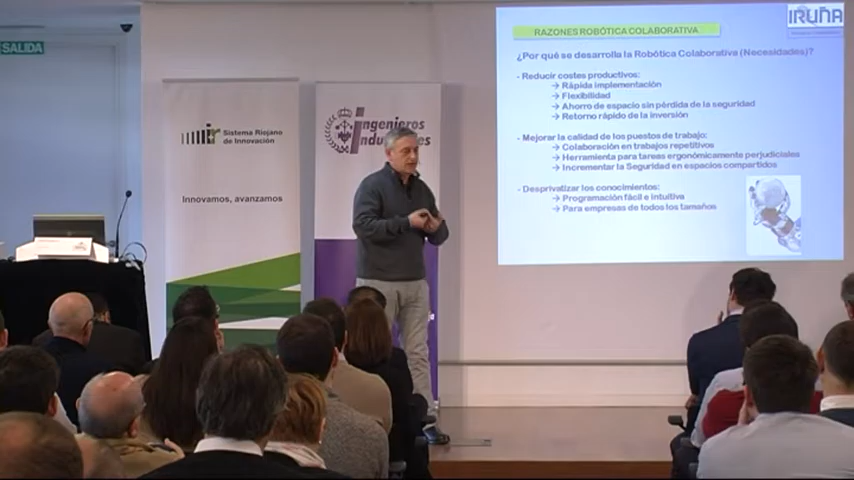 SALIDA
Sistema Riojano
de Innovación
Innovamos, avanzamos
Ingenieros
Industriales
IRUÑA
RAZONES ROBÓTICA COLABORATIVA
¿Por qué se desarrolla la Robótica Colaborativa (Necesidades)?
- Reducir costes productivos:
→ Rápida implementación
→ Flexibilidad
→ Ahorro de espacio sin pérdida de la seguridad
→ Retorno rápido de la inversión
- Mejorar la calidad de los puestos de trabajo:
→ Colaboración en trabajos repetitivos
→ Herramienta para tareas ergonómicamente perjudiciales
→ Incrementar la Seguridad en espacios compartidos
- Desprivatizar los conocimientos:
→ Programación fácil e intuitiva
→ Para empresas de todos los tamaños